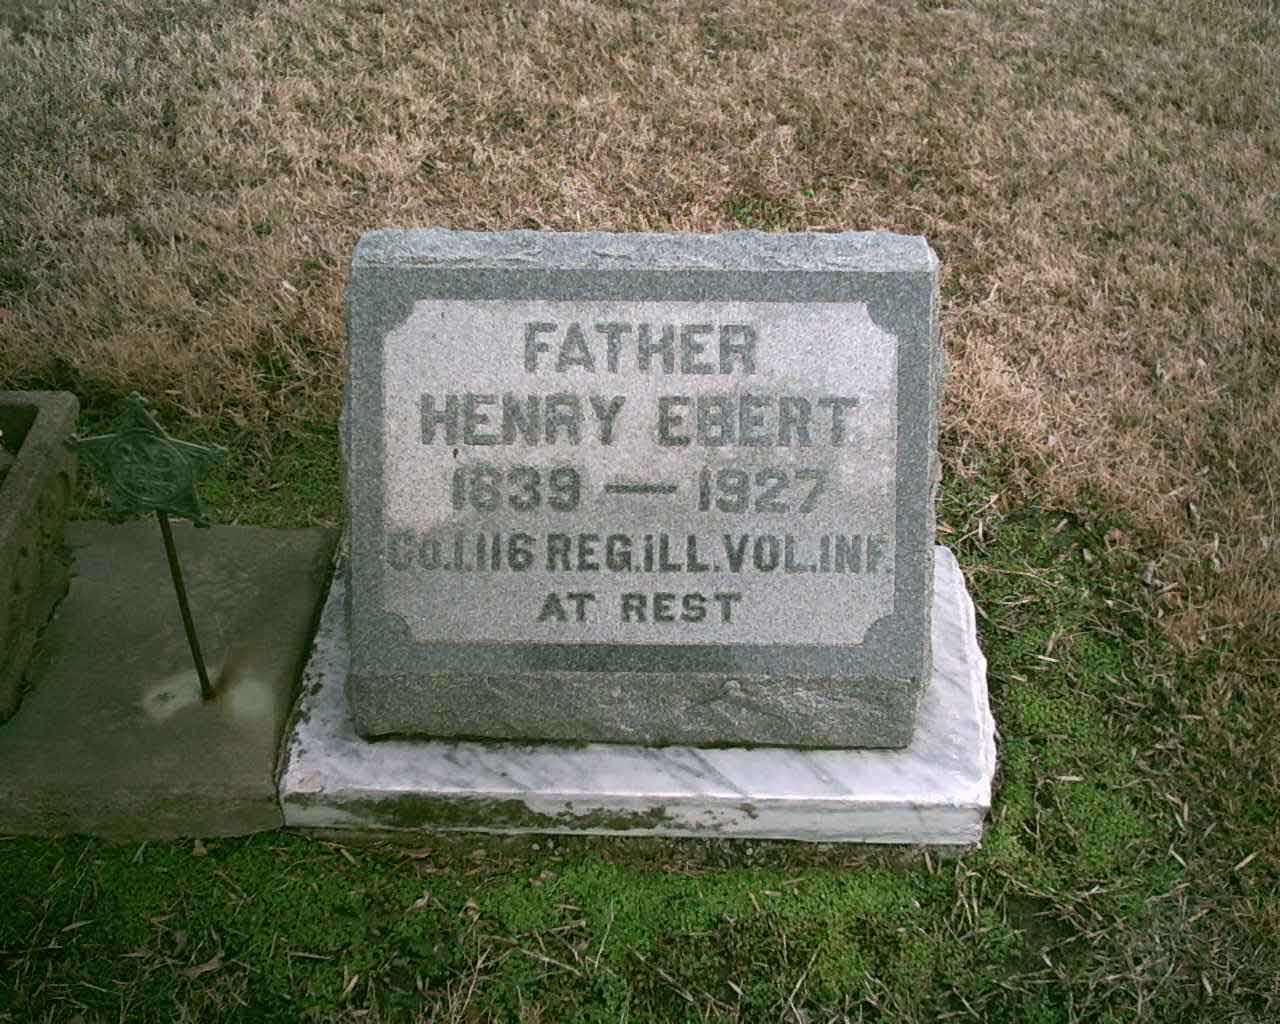 FATHER
HENRY EBERT.
1839 — 1927
CO.I.116 REG.ILL.VOL.INF.
AT REST